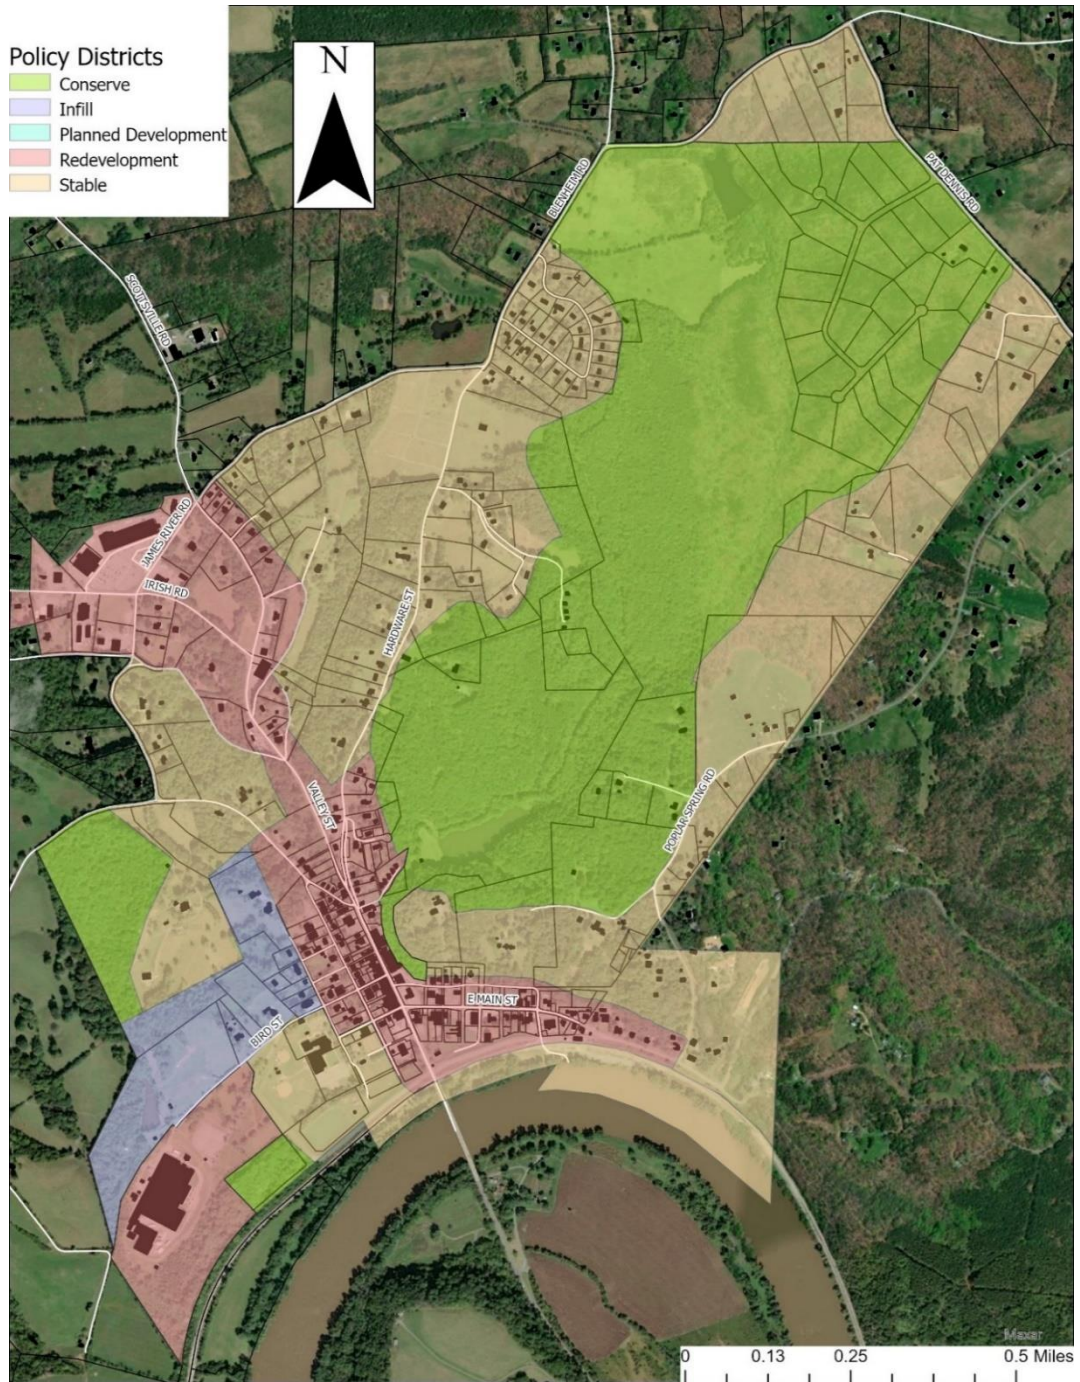 Policy Districts
Conserve
Infill
Planned Development
Redevelopment
Stable
N
BLENHEIM RD
PAT DENNIS RD
SCOTTSVILLE RD
JAMES RIVER RD
IRISH RD
HARDWARE ST
VALLEY ST
POPLAR SPRING RD
E MAIN ST
BIRD ST
Maxar
0 0.13 0.25 0.5 Miles